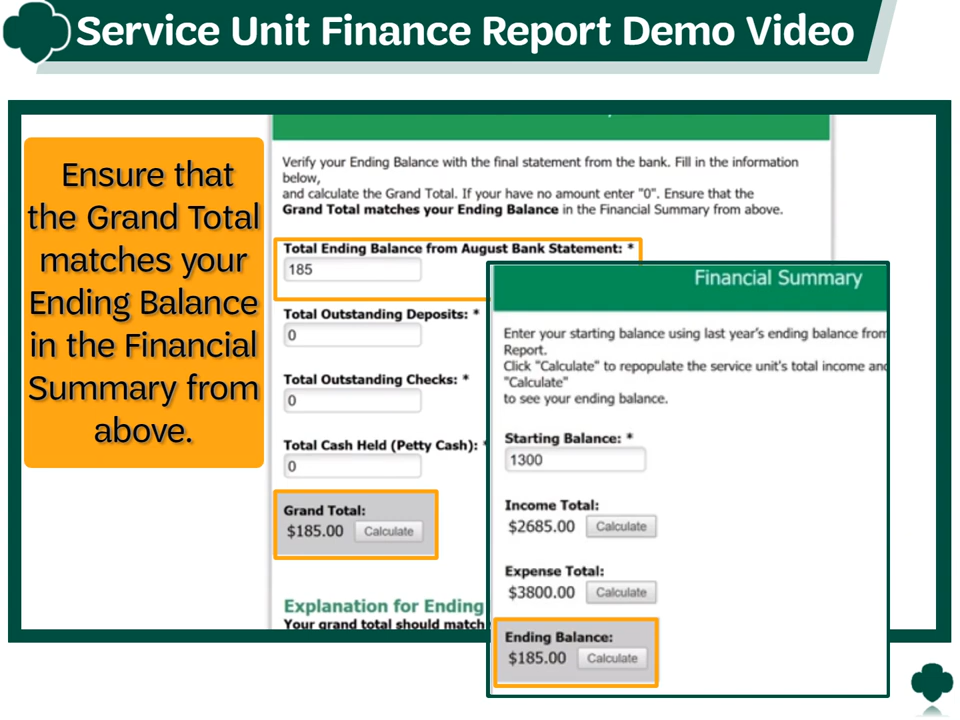 Service Unit Finance Report Demo Video
Ensure that
the Grand Total
matches your
Ending Balance
in the Financial
Summary from
above.
Verify your Ending Balance with the final statement from the bank. Fill in the information
below,
and calculate the Grand Total. If your have no amount enter "0". Ensure that the
Grand Total matches your Ending Balance in the Financial Summary from above.
Total Ending Balance from August Bank Statement: *
185
Total Outstanding Deposits: *
0
Total Outstanding Checks: *
0
Total Cash Held (Petty Cash): *
0
Grand Total:
$185.00 Calculate
Explanation for Ending
Your grand total should match
Financial Summary
Enter your starting balance using last year's ending balance from
Report.
Click "Calculate" to repopulate the service unit's total income and
"Calculate"
to see your ending balance.
Starting Balance: *
1300
Income Total:
$2685.00 Calculate
Expense Total:
$3800.00 Calculate
Ending Balance:
$185.00 Calculate